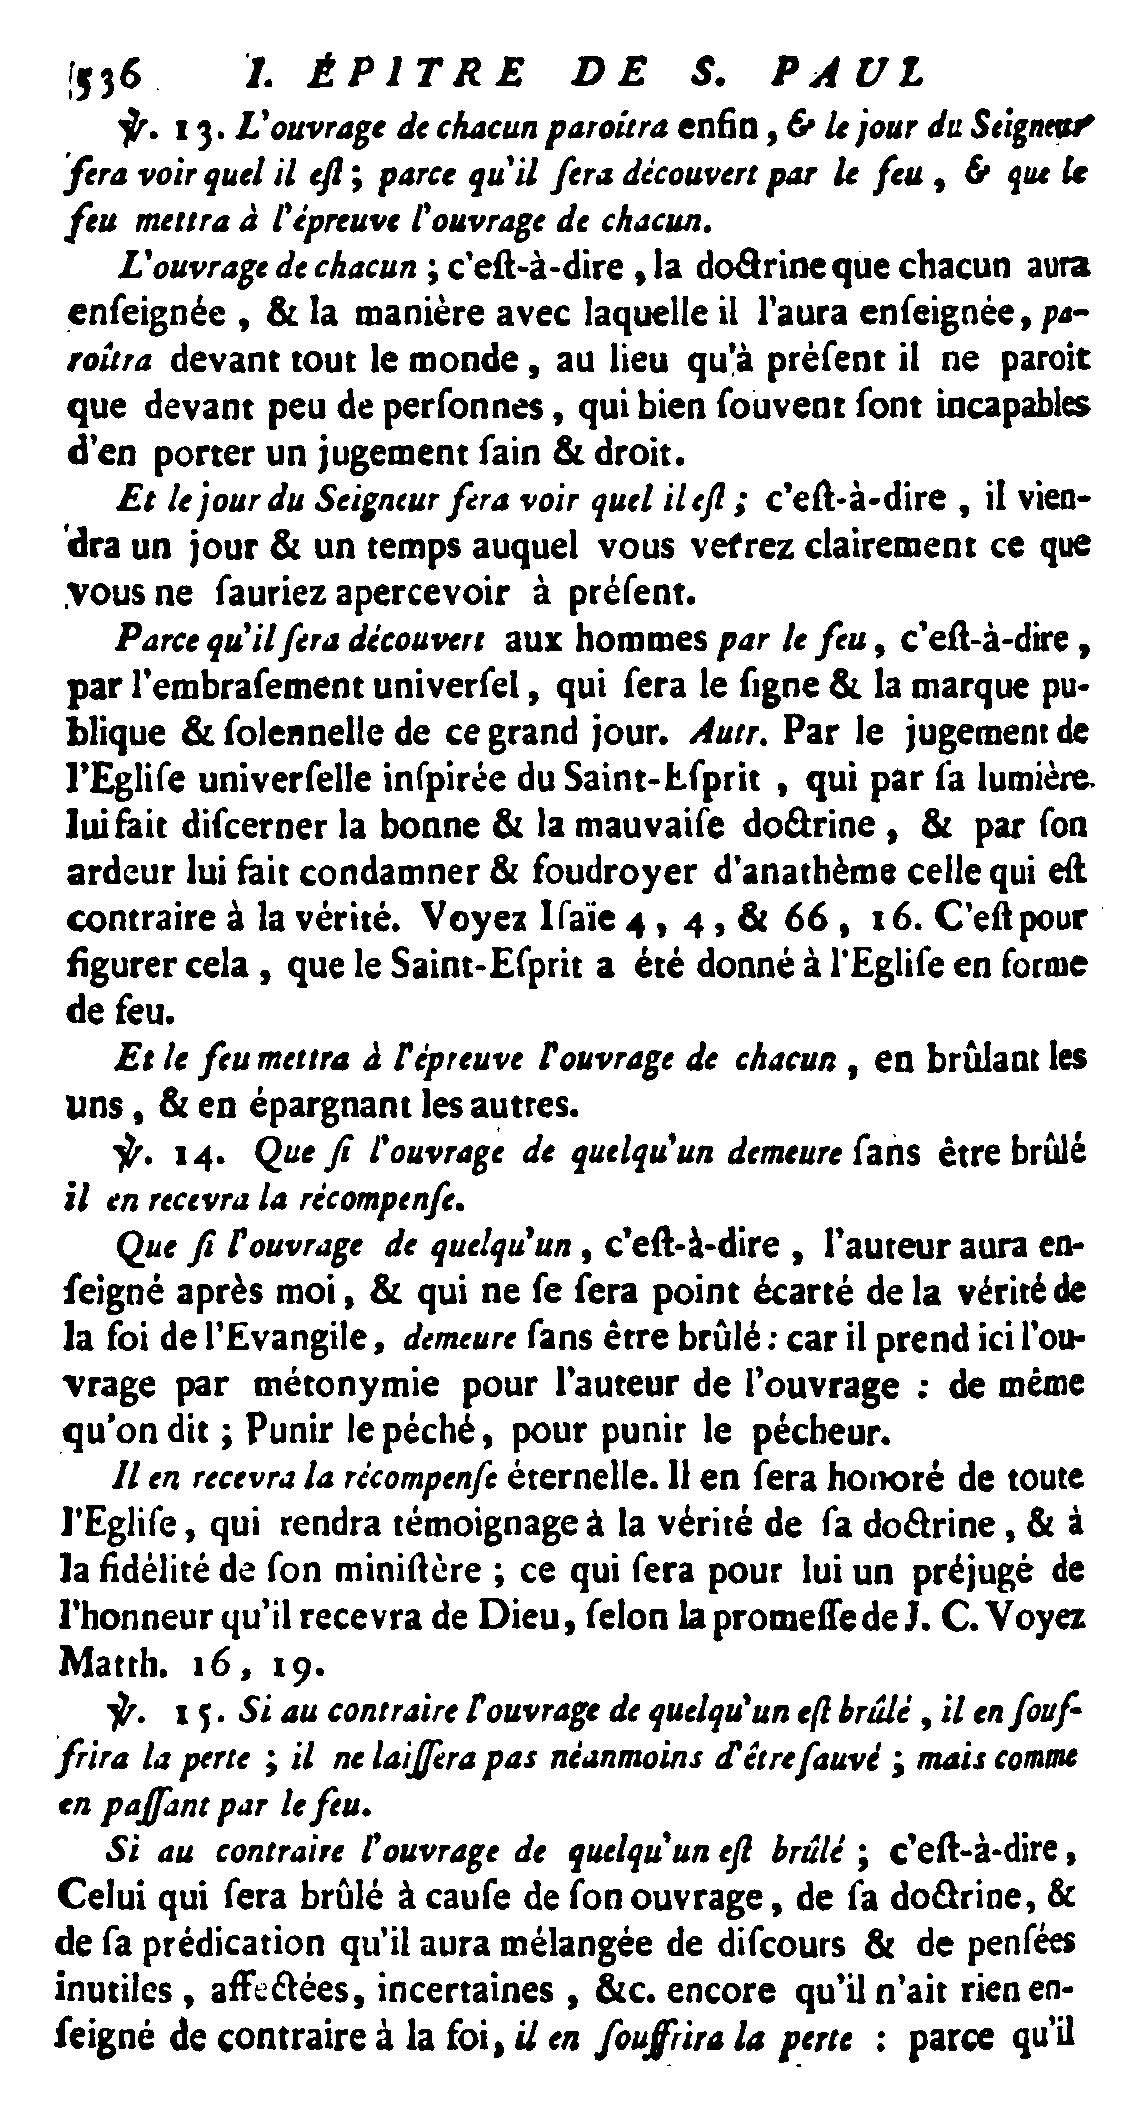 536 I. ÉPITRE DE S. PAUL
℣. 13. L'ouvrage de chacun paroîtra enfin, & le jour du Seigneur
ſera voir quel il eſt ; parce qu'il ſera découvert par le feu, & que le
feu mettra à l'épreuve l'ouvrage de chacun.
L'ouvrage de chacun ; c'eſt-à-dire, la doctrine que chacun aura
enſeignée, & la manière avec laquelle il l'aura enſeignée, pa-
roîtra devant tout le monde, au lieu qu'à préſent il ne paroit
que devant peu de perſonnes, qui bien ſouvent ſont incapables
d'en porter un jugement ſain & droit.
Et le jour du Seigneur fera voir quel il eſt ; c'eſt-à-dire, il vien-
dra un jour & un temps auquel vous verrez clairement ce que
vous ne ſauriez apercevoir à préſent.
Parce qu'il ſera découvert aux hommes par le feu, c'eſt-à-dire,
par l'embraſement univerſel, qui ſera le ſigne & la marque pu-
blique & ſolennelle de ce grand jour. Autr. Par le jugement de
l'Egliſe univerſelle inſpirée du Saint-Eſprit, qui par ſa lumière
lui fait diſcerner la bonne & la mauvaiſe doctrine, & par ſon
ardeur lui fait condamner & foudroyer d'anathème celle qui eſt
contraire à la vérité. Voyez Iſaïe 4, 4, & 66, 16. C'eſt pour
figurer cela, que le Saint-Eſprit a été donné à l'Egliſe en forme
de feu.
Et le feu mettra à l'épreuve l'ouvrage de chacun, en brûlant les
uns, & en épargnant les autres.
℣. 14. Que ſi l'ouvrage de quelqu'un demeure ſans être brûlé
il en recevra la récompenſe.
Que ſi l'ouvrage de quelqu'un, c'eſt-à-dire, l'auteur aura en-
ſeigné après moi, & qui ne ſe ſera point écarté de la vérité de
la foi de l'Evangile, demeure ſans être brûlé : car il prend ici l'ou-
vrage par métonymie pour l'auteur de l'ouvrage : de même
qu'on dit ; Punir le péché, pour punir le pécheur.
Il en recevra la récompenſe éternelle. Il en ſera honoré de toute
l'Egliſe, qui rendra témoignage à la vérité de ſa doctrine, & à
la fidélité de ſon miniſtère ; ce qui ſera pour lui un préjugé de
l'honneur qu'il recevra de Dieu, ſelon la promeſſe de J. C. Voyez
Matth. 16, 19.
℣. 15. Si au contraire l'ouvrage de quelqu'un eſt brûlé, il en ſouf-
frira la perte ; il ne laiſſera pas néanmoins d'être ſauvé ; mais comme
en paſſant par le feu.
Si au contraire l'ouvrage de quelqu'un eſt brûlé ; c'eſt-à-dire,
Celui qui ſera brûlé à cauſe de ſon ouvrage, de ſa doctrine, &
de ſa prédication qu'il aura mélangée de diſcours & de penſées
inutiles, affectées, incertaines, &c. encore qu'il n'ait rien en-
ſeigné de contraire à la foi, il en ſouffrira la perte : parce qu'il